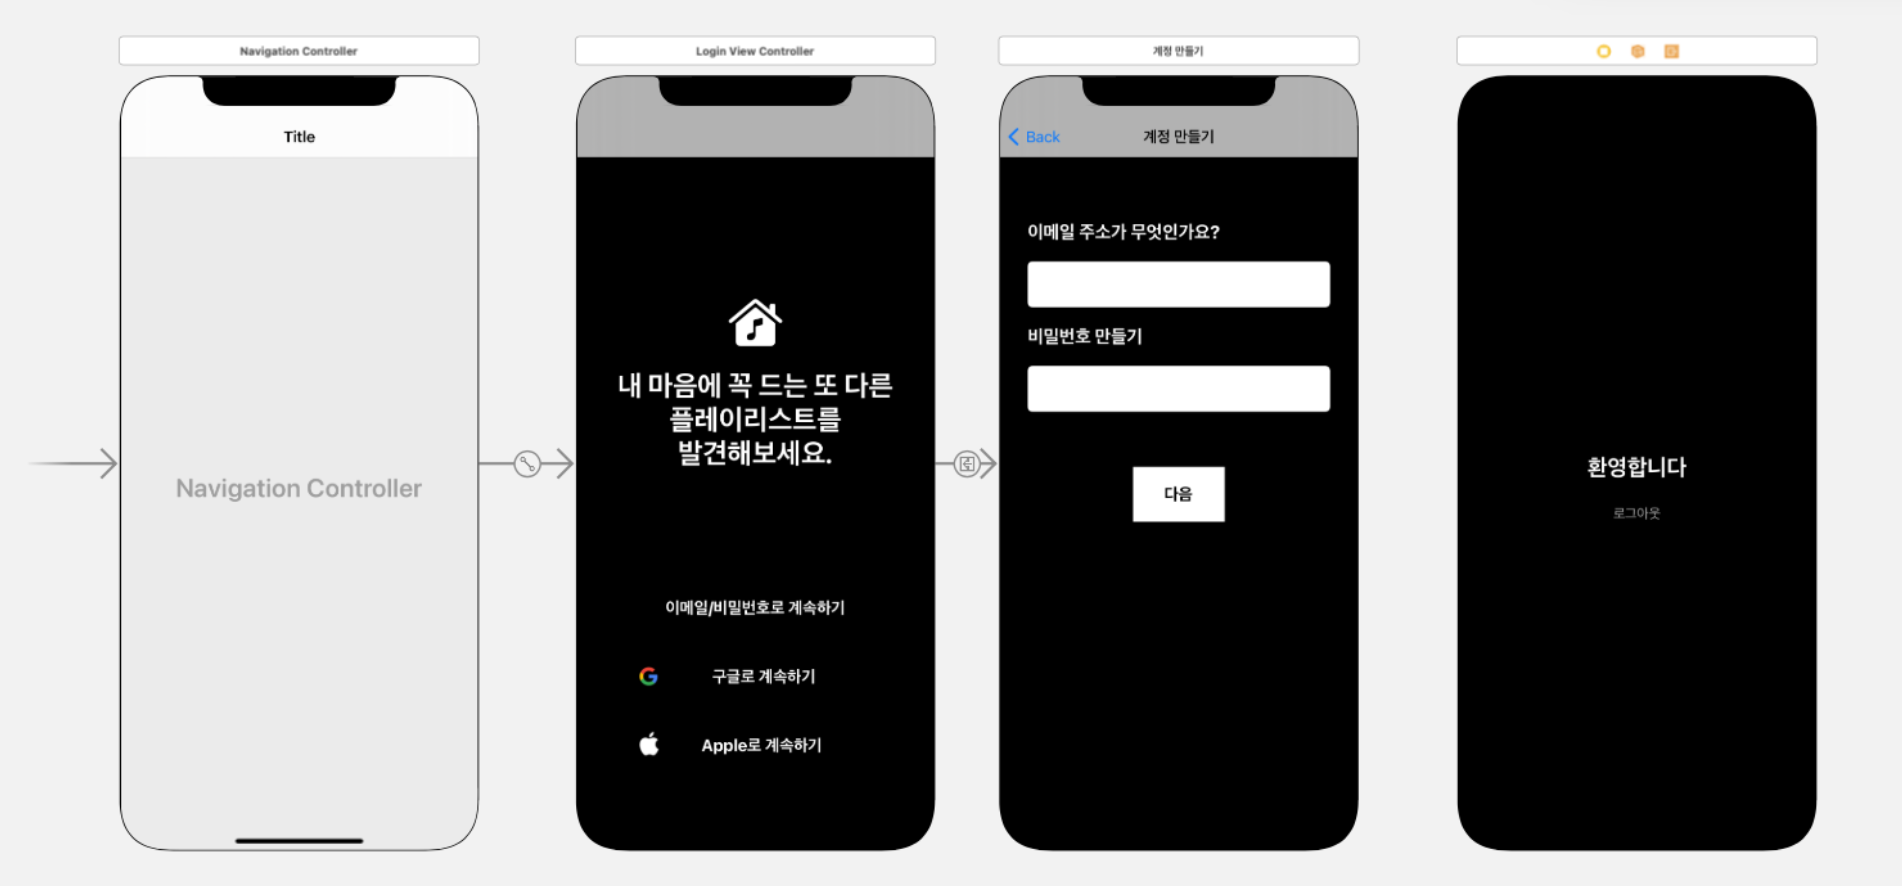 Navigation Controller
Title
Navigation Controller
Login View Controller
내 마음에 꼭 드는 또 다른
플레이리스트를
발견해보세요.
이메일/비밀번호로 계속하기
구글로 계속하기
Apple로 계속하기
계정 만들기
Back
계정 만들기
이메일 주소가 무엇인가요?
비밀번호 만들기
다음
환영합니다
로그아웃